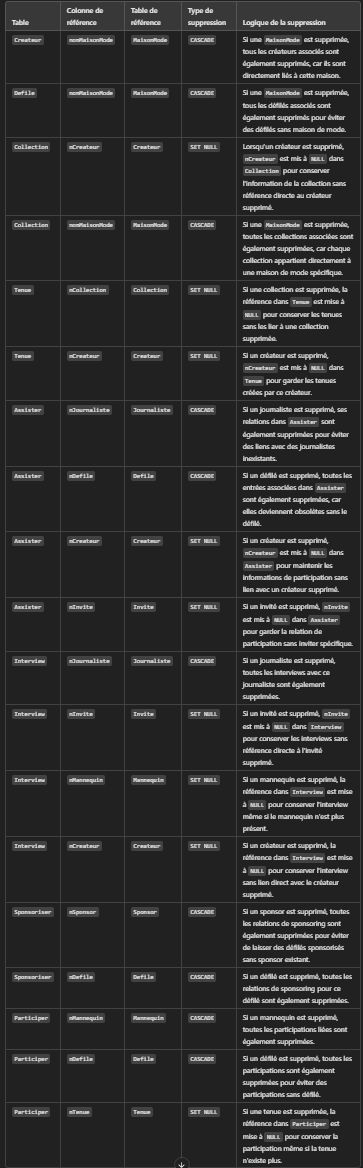 Table Colonne de référence Table de référence Type de suppression Logique de la suppression
Createur nomMaisonMode MaisonMode CASCADE Si une MaisonMode est supprimée,
tous les créateurs associés sont
également supprimés, car ils sont
directement liés à cette maison.
Defile nomMaisonMode MaisonMode CASCADE Si une MaisonMode est supprimée,
tous les défilés associés sont
également supprimés pour éviter
des défilés sans maison de mode.
Collection nCreateur Createur SET NULL Lorsqu'un créateur est supprimé,
nCreateur est mis à NULL dans
Collection pour conserver
l'information de la collection sans
référence directe au créateur
supprimé.
Collection nomMaisonMode MaisonMode CASCADE Si une MaisonMode est supprimée,
toutes les collections associées sont
également supprimées, car chaque
collection appartient directement à
une maison de mode spécifique.
Tenue nCollection Collection SET NULL Si une collection est supprimée, la
référence dans Tenue est mise à
NULL pour conserver les tenues
sans les lier à une collection
supprimée.
Tenue nCreateur Createur SET NULL Si un créateur est supprimé,
nCreateur est mis à NULL dans
Tenue pour garder les tenues
créées par ce créateur.
Assister nJournaliste Journaliste CASCADE Si un journaliste est supprimé, ses
relations dans Assister sont
également supprimées pour éviter
des liens avec des journalistes
inexistants.
Assister nDefile Defile CASCADE Si un défilé est supprimé, toutes les
entrées associées dans Assister
sont également supprimées, car
elles deviennent obsolètes sans le
défilé.
Assister nCreateur Createur SET NULL Si un créateur est supprimé,
nCreateur est mis à NULL dans
Assister pour maintenir les
informations de participation sans
lien avec un créateur supprimé.
Assister nInvite Invite SET NULL Si un invité est supprimé, nInvite
est mis à NULL dans Assister
pour garder la relation de
participation sans inviter spécifique.
Interview nJournaliste Journaliste CASCADE Si un journaliste est supprimé,
toutes les interviews avec ce
journaliste sont également
supprimées.
Interview nInvite Invite SET NULL Si un invité est supprimé, nInvite
est mis à NULL dans Interview
pour conserver les interviews sans
référence directe à l'invité
supprimé.
Interview nMannequin Mannequin SET NULL Si un mannequin est supprimé, la
référence dans Interview est mise
à NULL pour conserver l'interview
même si le mannequin n'est plus
présent.
Interview nCreateur Createur SET NULL Si un créateur est supprimé, la
référence dans Interview est mise
à NULL pour conserver l'interview
sans lien direct avec le créateur
supprimé.
Sponsoriser nSponsor Sponsor CASCADE Si un sponsor est supprimé, toutes
les relations de sponsoring sont
également supprimées pour éviter
de laisser des défilés sponsorisés
sans sponsor existant.
Sponsoriser nDefile Defile CASCADE Si un défilé est supprimé, toutes les
relations de sponsoring pour ce
défilé sont également supprimées.
Participer nMannequin Mannequin CASCADE Si un mannequin est supprimé,
toutes les participations liées sont
également supprimées.
Participer nDefile Defile CASCADE Si un défilé est supprimé, toutes les
participations sont également
supprimées pour éviter des
participations sans défilé.
Participer nTenue Tenue SET NULL Si une tenue est supprimée, la
référence dans Participer est
mise à NULL pour conserver la
participation même si la tenue
n'existe plus.